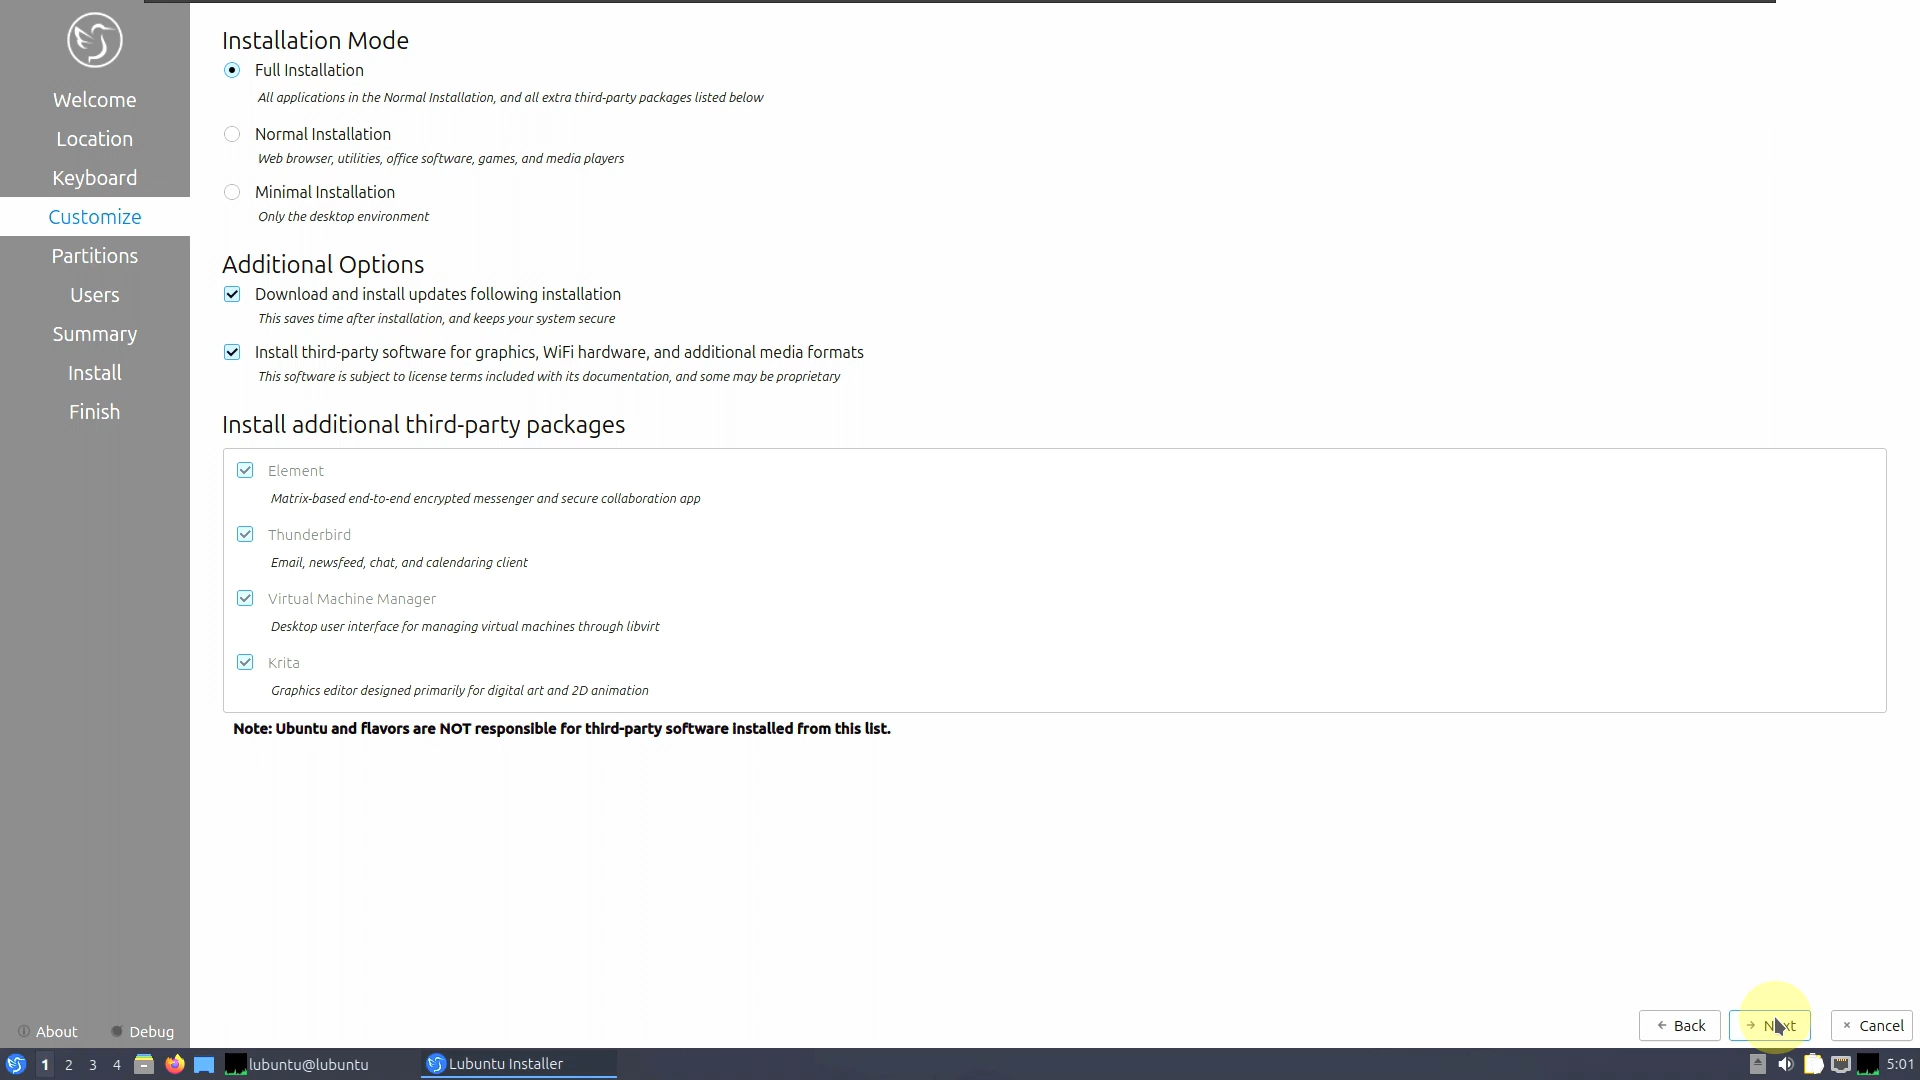 Welcome
Location
Keyboard
Customize
Partitions
Users
Summary
Install
Finish
About
Debug
Installation Mode
Full Installation
All applications in the Normal Installation, and all extra third-party packages listed below
Normal Installation
Web browser, utilities, office software, games, and media players
Minimal Installation
Only the desktop environment
Additional Options
Download and install updates following installation
This saves time after installation, and keeps your system secure
Install third-party software for graphics, WiFi hardware, and additional media formats
This software is subject to license terms included with its documentation, and some may be proprietary
Install additional third-party packages
Element
Matrix-based end-to-end encrypted messenger and secure collaboration app
Thunderbird
Email, newsfeed, chat, and calendaring client
Virtual Machine Manager
Desktop user interface for managing virtual machines through libvirt
Krita
Graphics editor designed primarily for digital art and 2D animation
Note: Ubuntu and flavors are NOT responsible for third-party software installed from this list.
Back
Next
Cancel
1 2 3 4 lubuntu@lubuntu Lubuntu Installer 5:01